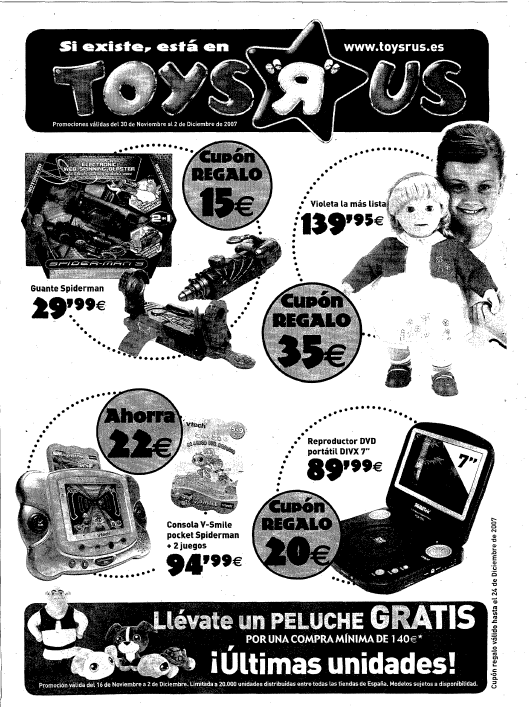 Si existe, está en
www.toysrus.es
TOYS R US
Promociones válidas del 30 de Noviembre al 2 de Diciembre de 2007
ELECTRONIC
WEB SPINNING BLASTER
SPIDER-MAN 3
Cupón
REGALO
15€
Guante Spiderman
29'99€
Violeta la más lista
139'95€
Cupón
REGALO
35€
Ahorra
22€
vtech
Consola V-Smile
pocket Spiderman
+ 2 juegos
94'99€
Reproductor DVD
portátil DIVX 7"
89'99€
7"
Cupón
REGALO
20€
Cupón regalo válido hasta el 24 de Diciembre de 2007
Llévate un PELUCHE GRATIS
POR UNA COMPRA MÍNIMA DE 140€*
¡Últimas unidades!
Promoción valida del 16 de Noviembre a 2 de Diciembre. Limitada a 20.000 unidades distribuidas entre todas las tiendas de España. Modelos sujetos a disponibilidad.